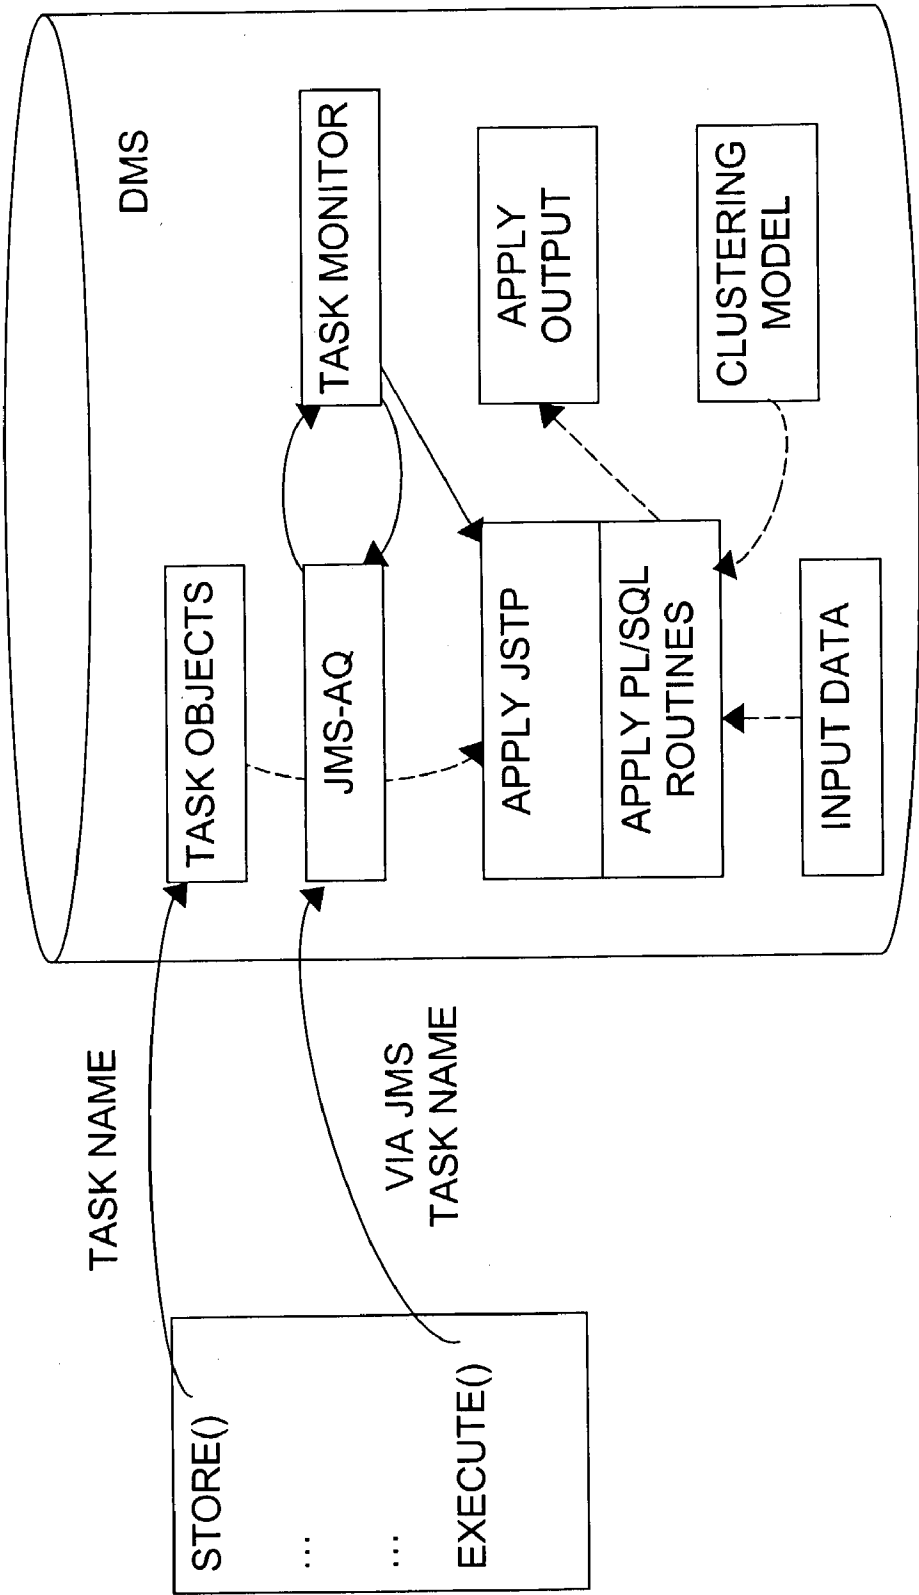 DMS
TASK NAME
STORE()
...
...
EXECUTE()
VIA JMS
TASK NAME
TASK OBJECTS
JMS-AQ
TASK MONITOR
APPLY JSTP
APPLY PL/SQL
ROUTINES
APPLY
OUTPUT
INPUT DATA
CLUSTERING
MODEL